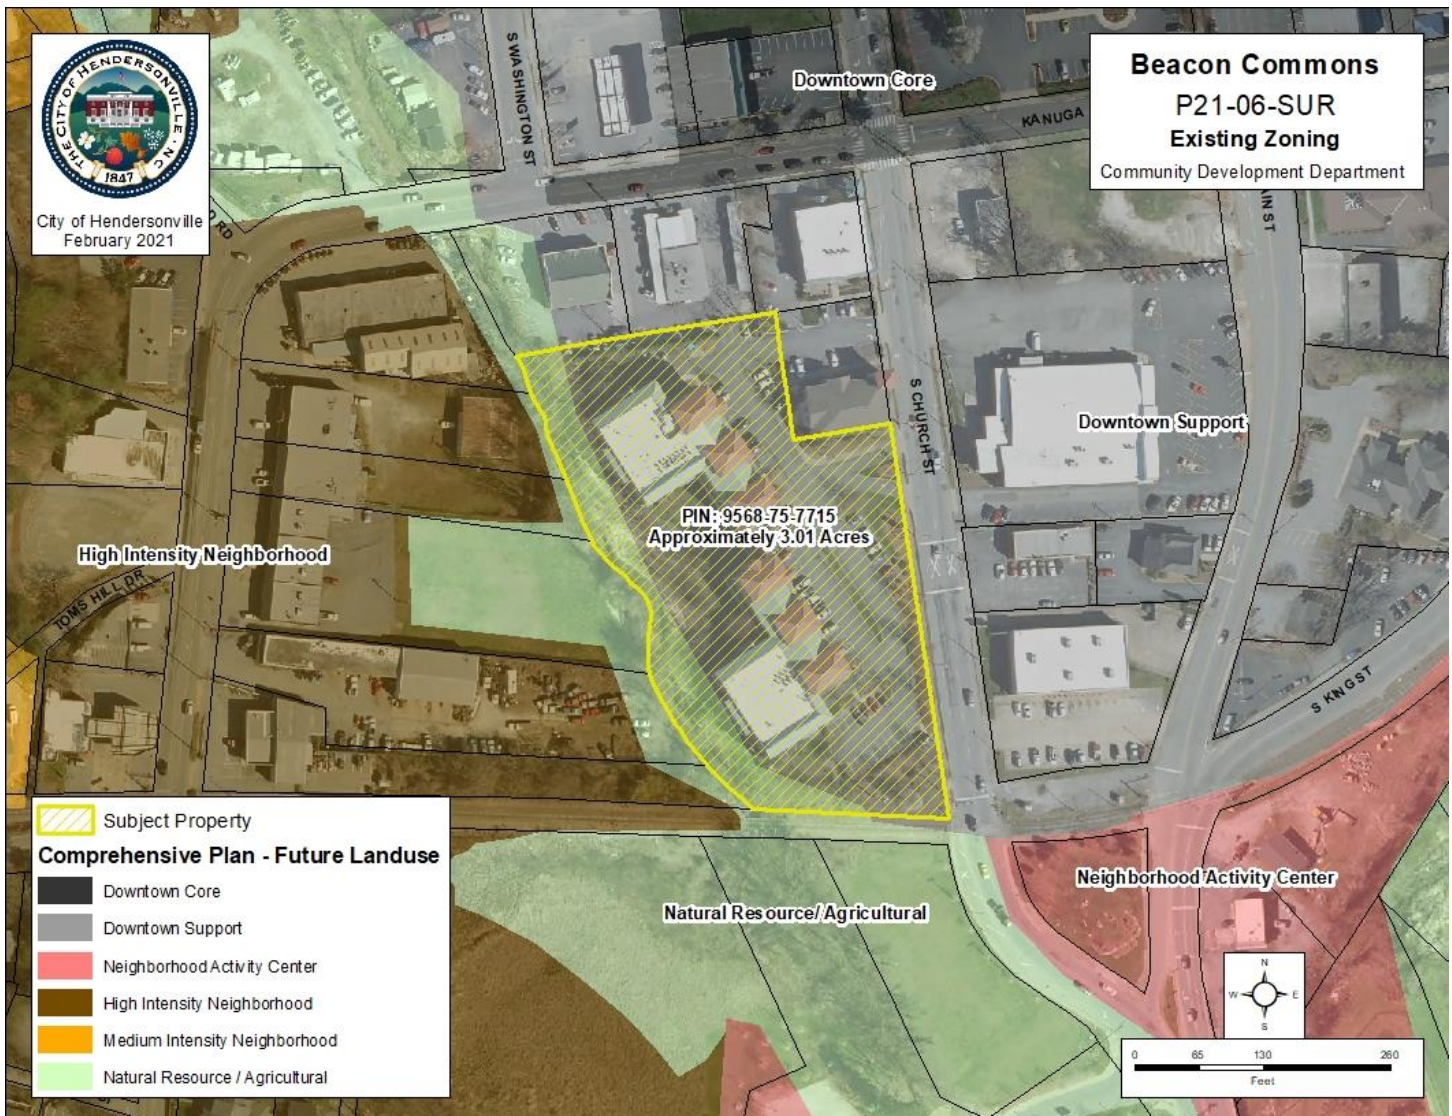 THE CITY OF HENDERSONVILLE, NC
1847
City of Hendersonville
February 2021
Beacon Commons
P21-06-SUR
Existing Zoning
Community Development Department
S WASHINGTON ST
Downtown Core
KANUGA
RD
S CHURCH ST
Downtown Support
PIN: 9568-75-7715
Approximately 3.01 Acres
High Intensity Neighborhood
TOMS HILL DR
S KING ST
Neighborhood Activity Center
Natural Resource/ Agricultural
Subject Property
Comprehensive Plan - Future Landuse
Downtown Core
Downtown Support
Neighborhood Activity Center
High Intensity Neighborhood
Medium Intensity Neighborhood
Natural Resource / Agricultural
N
W E
S
0 65 130 260
Feet